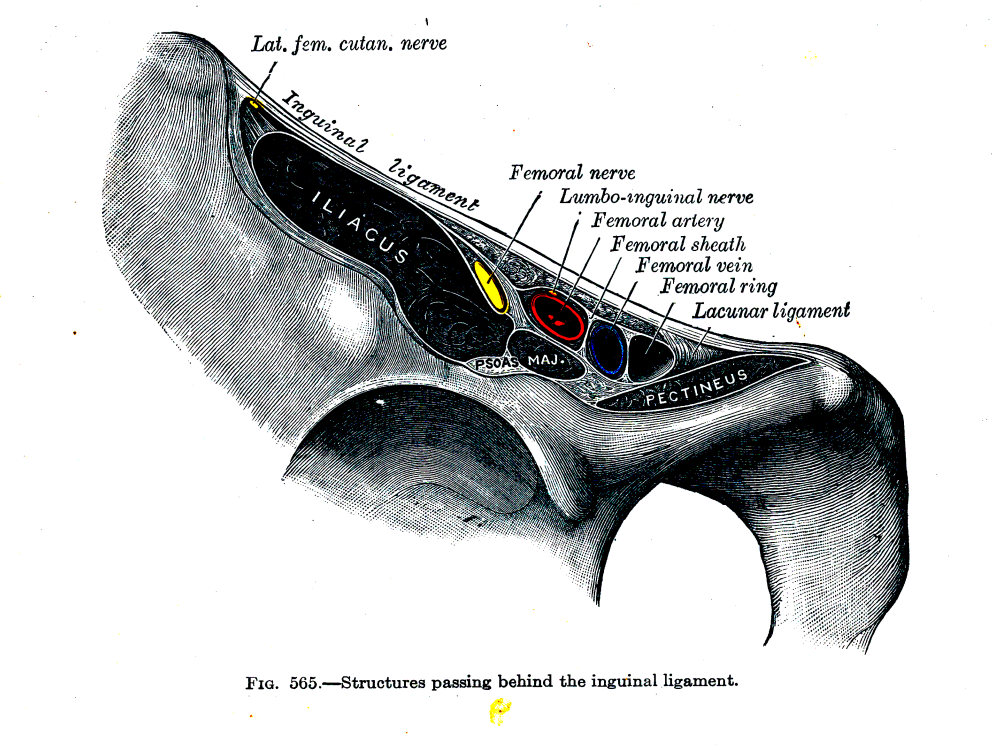 Lat. fem. cutan. nerve
Inguinal ligament
Femoral nerve
Lumbo-inguinal nerve
Femoral artery
Femoral sheath
Femoral vein
Femoral ring
Lacunar ligament
ILIACUS
PSOAS MAJ.
PECTINEUS
FIG. 565.—Structures passing behind the inguinal ligament.